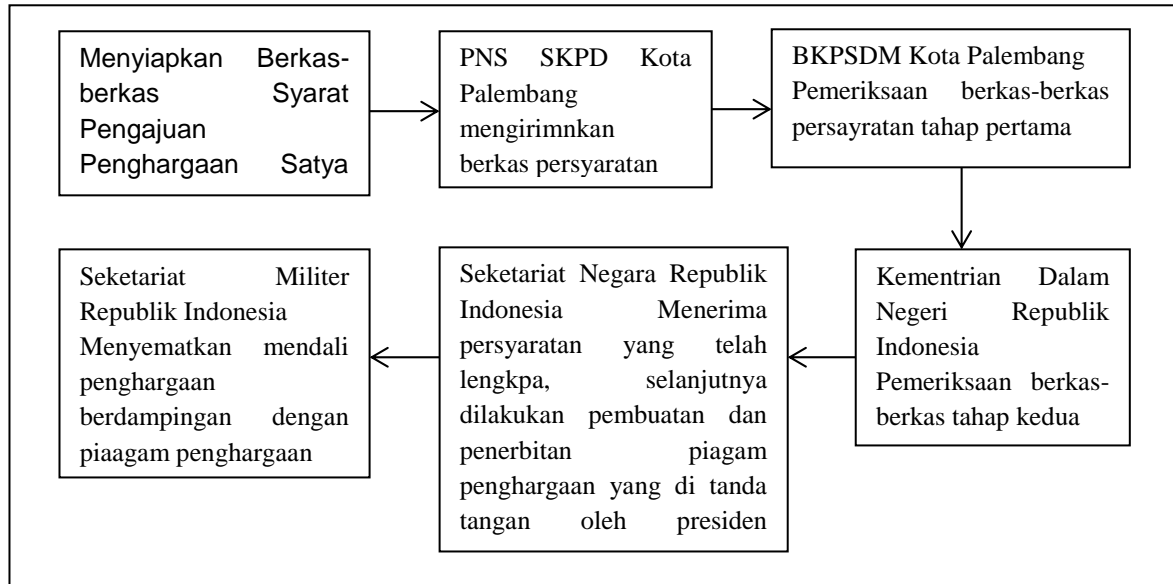 Menyiapkan Berkas-
berkas Syarat
Pengajuan
Penghargaan Satya
PNS SKPD Kota
Palembang
mengirimnkan
berkas persyaratan
BKPSDM Kota Palembang
Pemeriksaan berkas-berkas
persayratan tahap pertama
Kementrian Dalam
Negeri Republik
Indonesia
Pemeriksaan berkas-
berkas tahap kedua
Seketariat Negara Republik
Indonesia Menerima
persyaratan yang telah
lengkpa, selanjutnya
dilakukan pembuatan dan
penerbitan piagam
penghargaan yang di tanda
tangan oleh presiden
Seketariat Militer
Republik Indonesia
Menyematkan mendali
penghargaan
berdampingan dengan
piaagam penghargaan